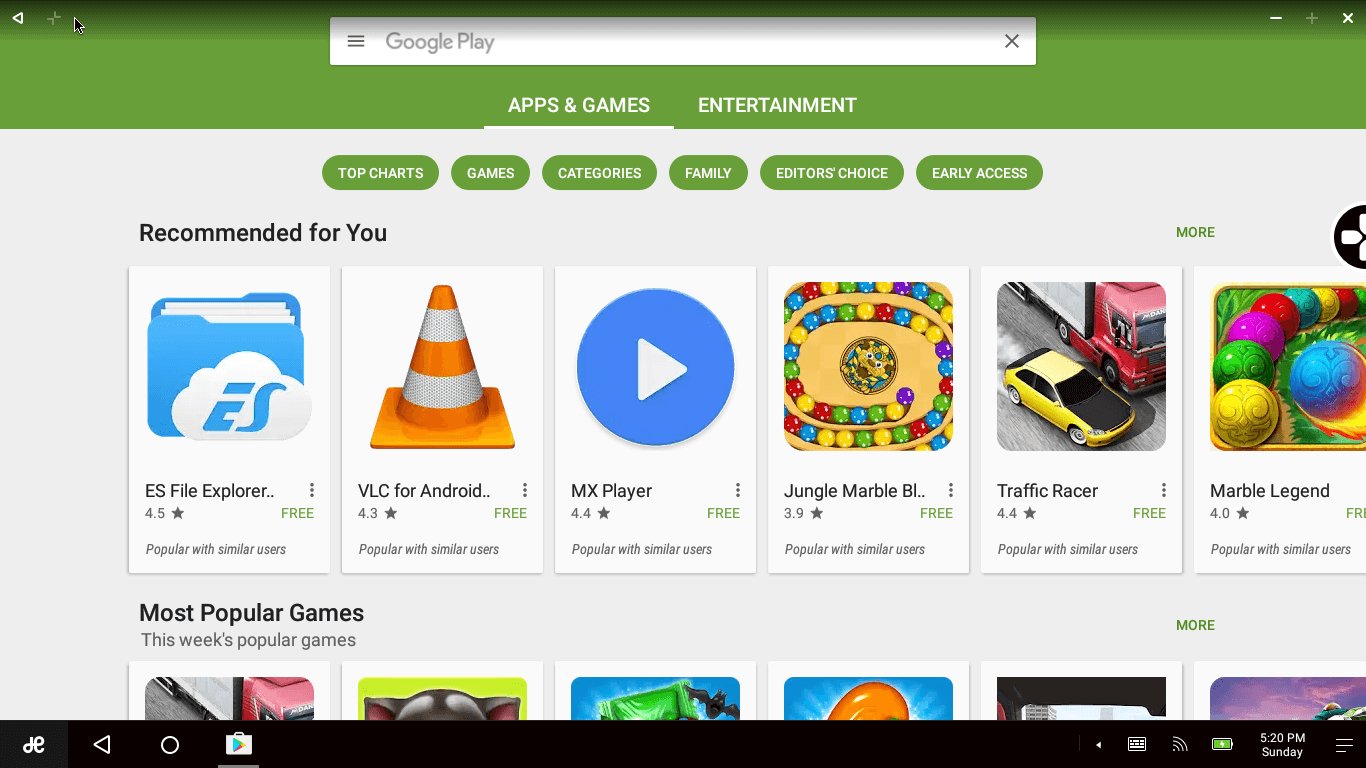 Google Play
APPS & GAMES
ENTERTAINMENT
TOP CHARTS
GAMES
CATEGORIES
FAMILY
EDITORS' CHOICE
EARLY ACCESS
Recommended for You
MORE
ES
ES File Explorer..
4.5
FREE
Popular with similar users
VLC for Android..
4.3
FREE
Popular with similar users
MX Player
4.4
FREE
Popular with similar users
Jungle Marble Bl..
3.9
FREE
Popular with similar users
Traffic Racer
4.4
FREE
Popular with similar users
Marble Legend
4.0
FR
Popular with similar users
Most Popular Games
This week's popular games
MORE
5:20 PM
Sunday